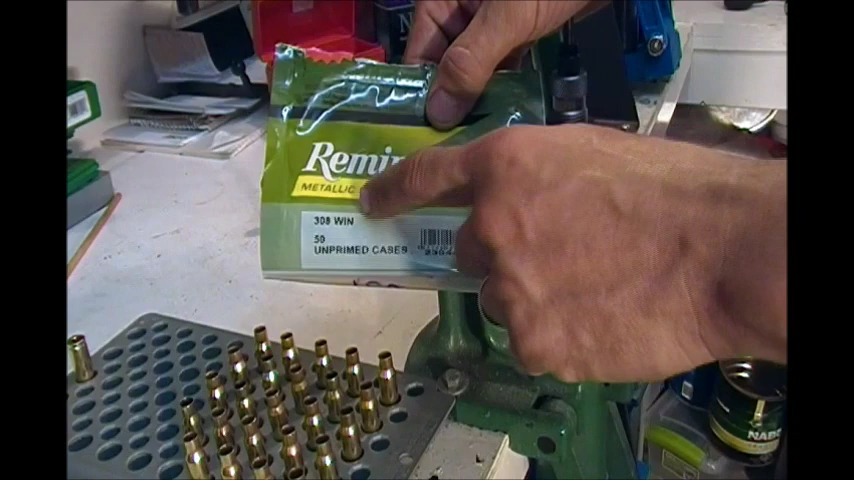 Remin
METALLIC
308 WIN
50
UNPRIMED CASES